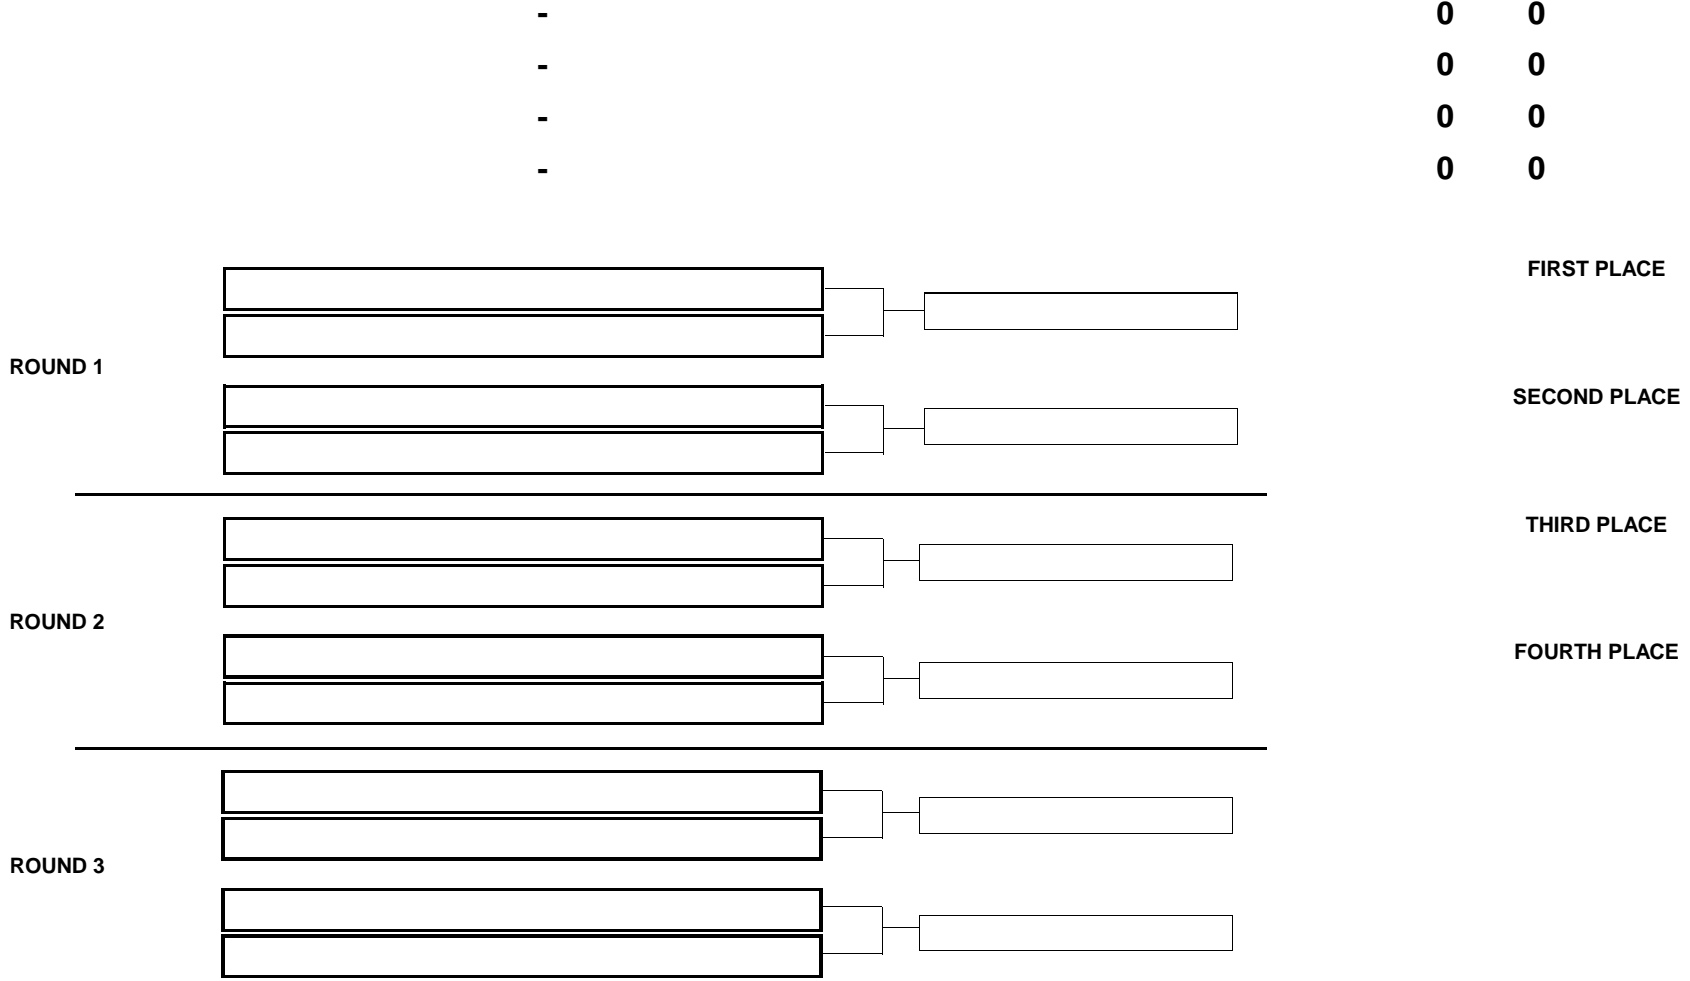 - 0 0
- 0 0
- 0 0
- 0 0
FIRST PLACE
ROUND 1
SECOND PLACE
THIRD PLACE
ROUND 2
FOURTH PLACE
ROUND 3